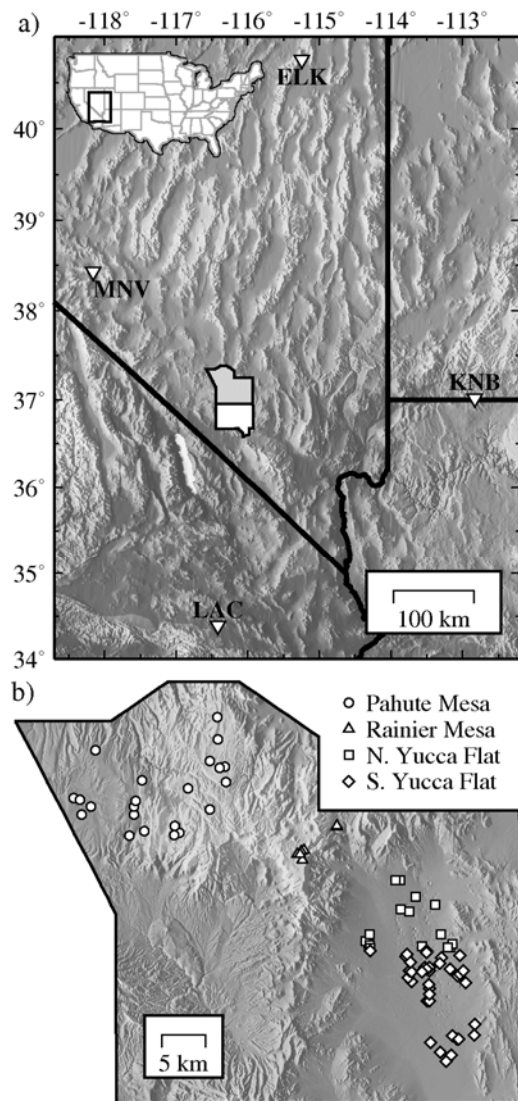 a)
-118° -117° -116° -115° -114° -113°
ELK
40°
39°
MNV
38°
KNB
37°
36°
35°
LAC
100 km
34°
b)
Pahute Mesa
Rainier Mesa
N. Yucca Flat
S. Yucca Flat
5 km